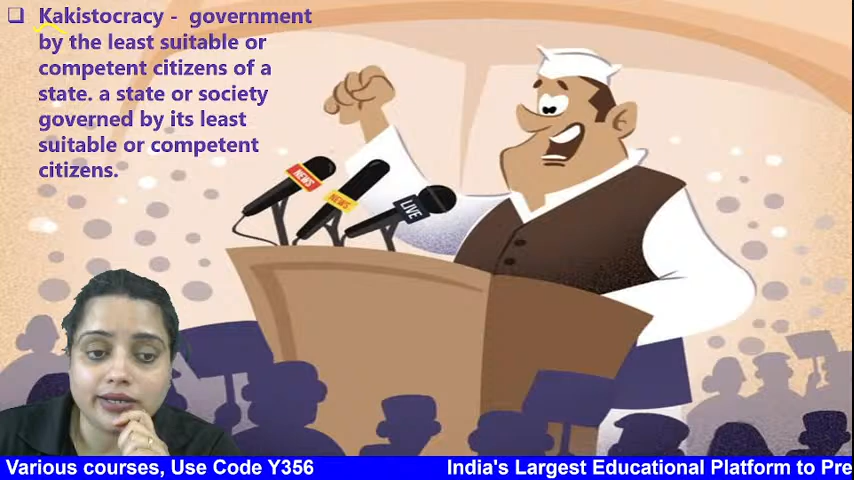 Kakistocracy - government
by the least suitable or
competent citizens of a
state. a state or society
governed by its least
suitable or competent
citizens.
NEWS
NEWS
LIVE
Various courses, Use Code Y356
India's Largest Educational Platform to Pre